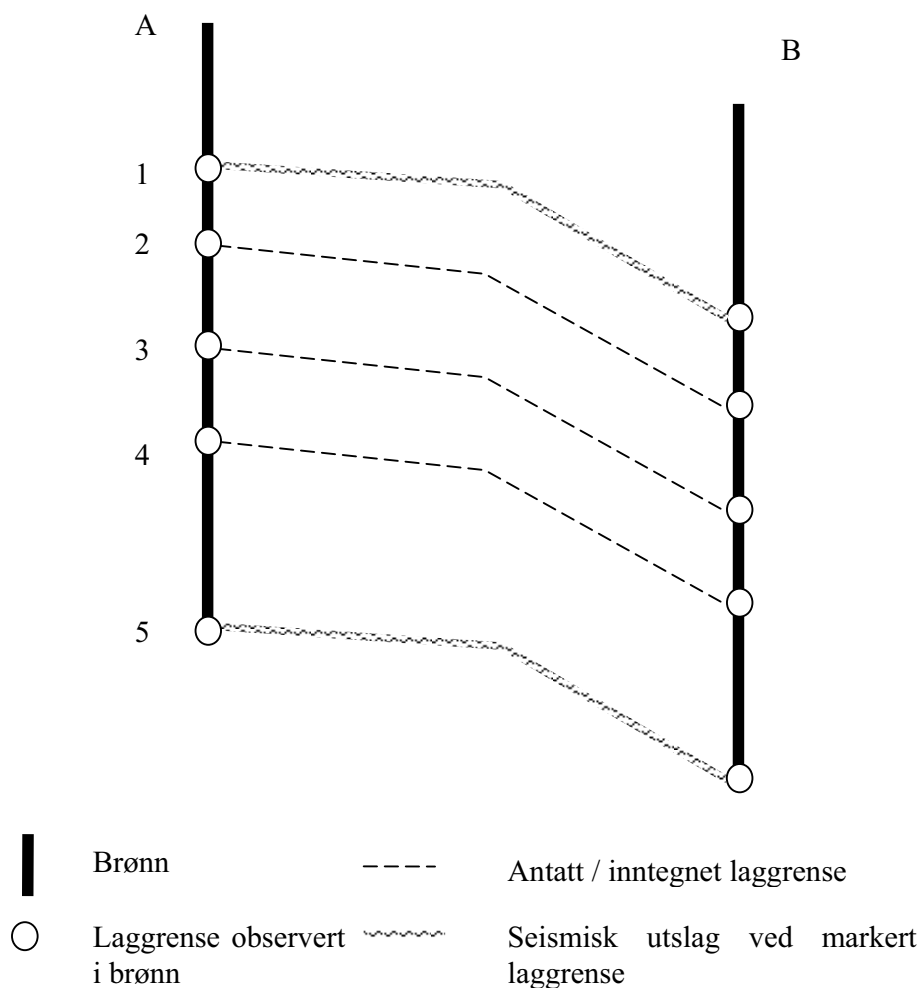 A
B
1
2
3
4
5
Brønn
Antatt / inntegnet laggrense
Laggrense observert
i brønn
Seismisk utslag ved markert
laggrense